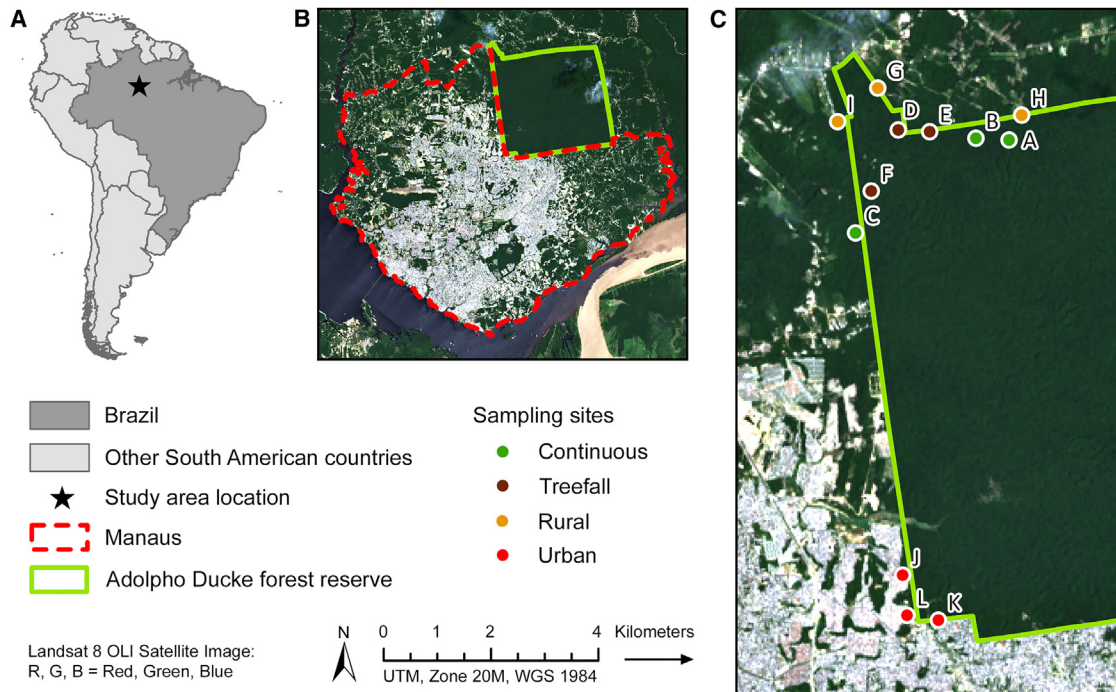 A
B
C
G
I
D
E
B
H
A
F
C
J
L
K
Brazil
Other South American countries
Study area location
Manaus
Adolpho Ducke forest reserve
Sampling sites
Continuous
Treefall
Rural
Urban
Landsat 8 OLI Satellite Image:
R, G, B = Red, Green, Blue
N
0 1 2 4 Kilometers
UTM, Zone 20M, WGS 1984